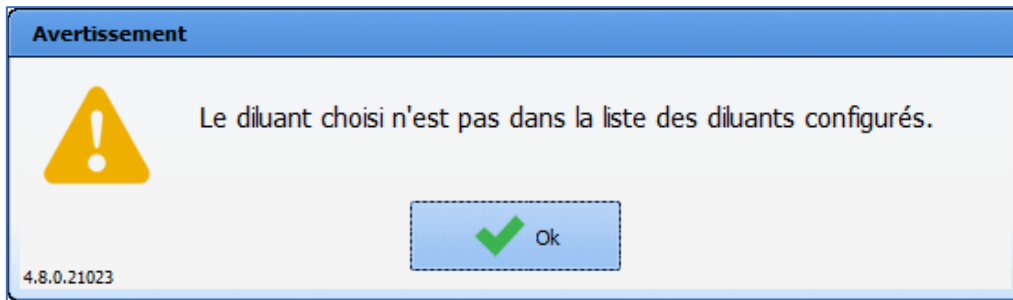 Avertissement
Le diluant choisi n'est pas dans la liste des diluants configurés.
Ok
4.8.0.21023